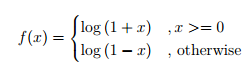 f(x) = { log (1 + x) , x >= 0
log (1 − x) , otherwise